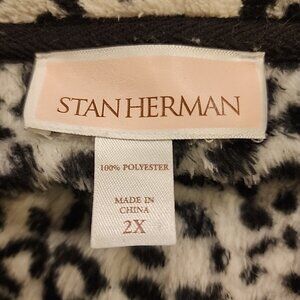 STAN HERMAN
100% POLYESTER
MADE IN
CHINA
2X